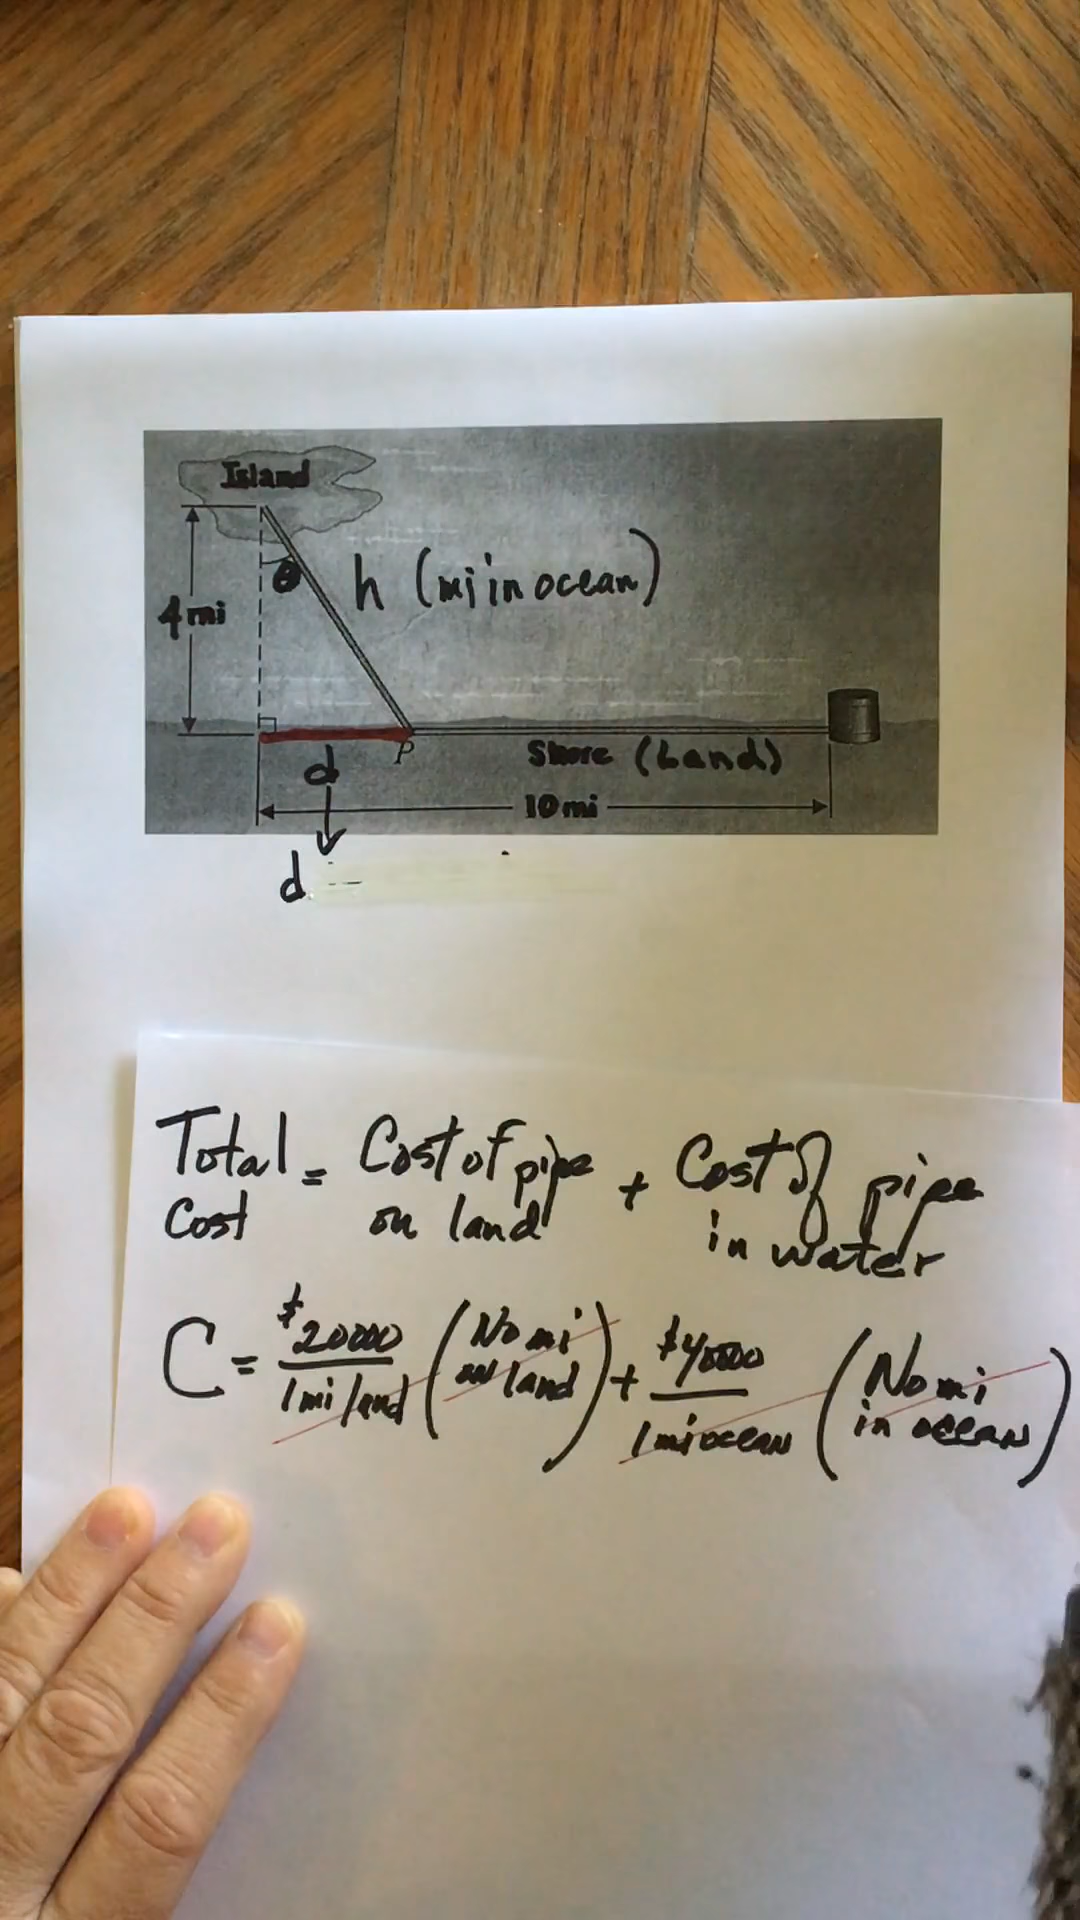 Island
θ
h (mi in ocean)
4 mi
d
P
Shore (Land)
10 mi
d =
Total Cost = Cost of pipe on land + Cost of pipe in water
C = $20000 / 1 mi land (No mi on land) + $40000 / 1 mi ocean (No mi in ocean)